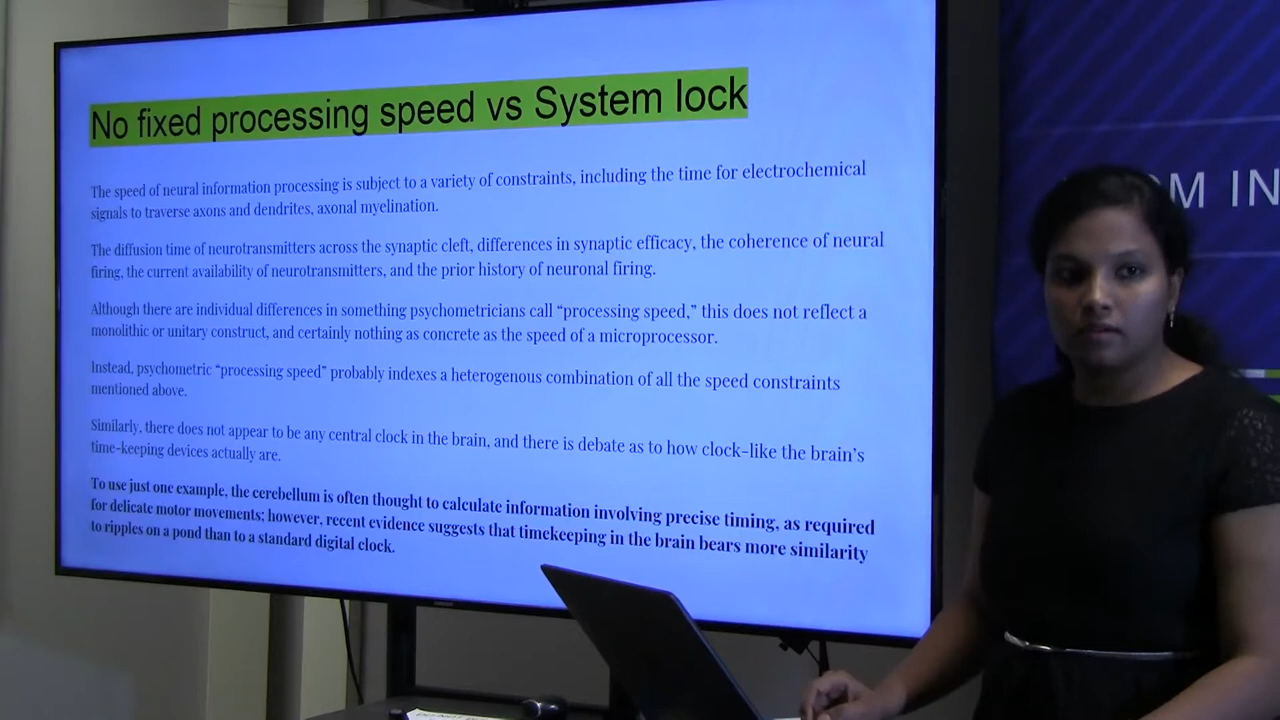 No fixed processing speed vs System lock
The speed of neural information processing is subject to a variety of constraints, including the time for electrochemical
signals to traverse axons and dendrites, axonal myelination.
The diffusion time of neurotransmitters across the synaptic cleft, differences in synaptic efficacy, the coherence of neural
firing, the current availability of neurotransmitters, and the prior history of neuronal firing.
Although there are individual differences in something psychometricians call “processing speed,” this does not reflect a
monolithic or unitary construct, and certainly nothing as concrete as the speed of a microprocessor.
Instead, psychometric “processing speed” probably indexes a heterogenous combination of all the speed constraints
mentioned above.
Similarly, there does not appear to be any central clock in the brain, and there is debate as to how clock-like the brain’s
time-keeping devices actually are.
To use just one example, the cerebellum is often thought to calculate information involving precise timing, as required
for delicate motor movements; however, recent evidence suggests that timekeeping in the brain bears more similarity
to ripples on a pond than to a standard digital clock.
OM IN